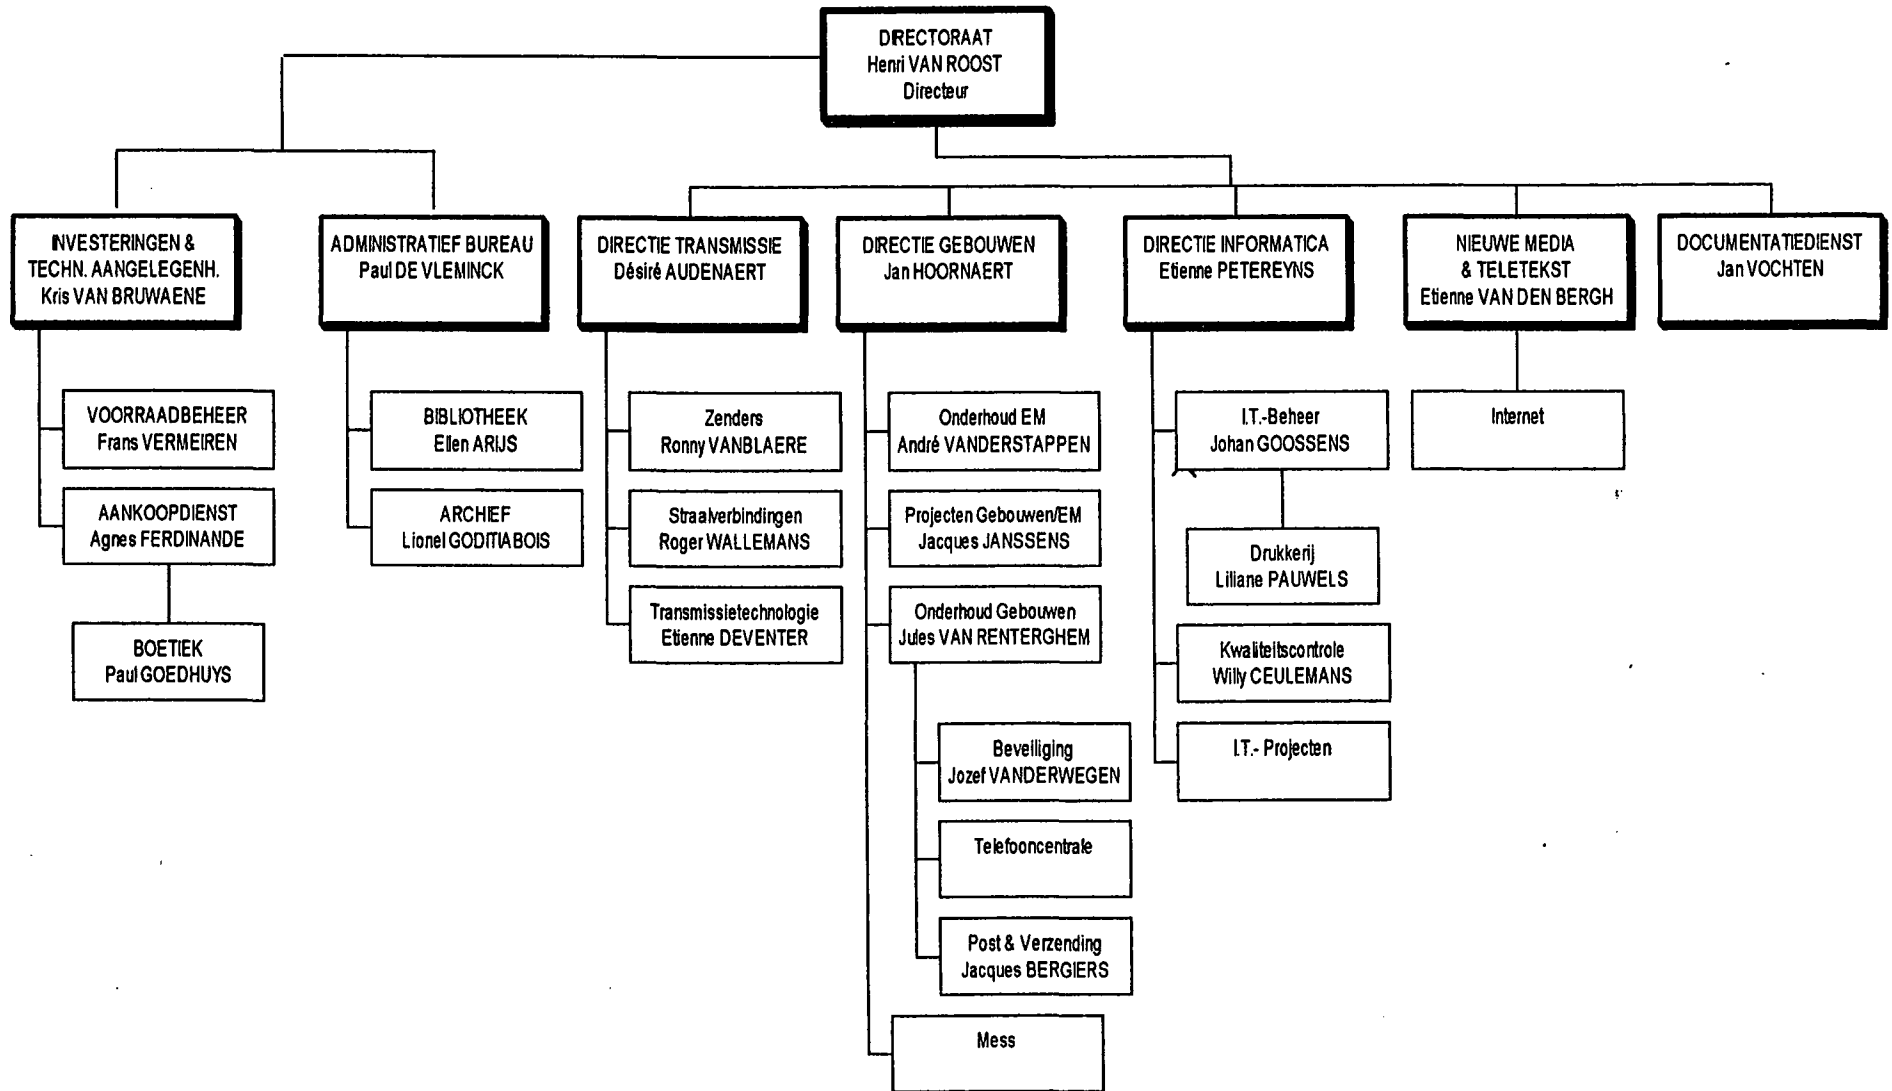 DIRECTORAAT
Henri VAN ROOST
Directeur
INVESTERINGEN &
TECHN. AANGELEGENH.
Kris VAN BRUWAENE
ADMINISTRATIEF BUREAU
Paul DE VLEMINCK
DIRECTIE TRANSMISSIE
Désiré AUDENAERT
DIRECTIE GEBOUWEN
Jan HOORNAERT
DIRECTIE INFORMATICA
Etienne PETEREYNS
NIEUWE MEDIA
& TELETEKST
Etienne VAN DEN BERGH
DOCUMENTATIEDIENST
Jan VOCHTEN
VOORRAADBEHEER
Frans VERMEIREN
AANKOOPDIENST
Agnes FERDINANDE
BOETIEK
Paul GOEDHUYS
BIBLIOTHEEK
Ellen ARIJS
ARCHIEF
Lionel GODITIABOIS
Zenders
Ronny VANBLAERE
Straalverbindingen
Roger WALLEMANS
Transmissietechnologie
Etienne DEVENTER
Onderhoud EM
André VANDERSTAPPEN
Projecten Gebouwen/EM
Jacques JANSSENS
Onderhoud Gebouwen
Jules VAN RENTERGHEM
Beveiliging
Jozef VANDERWEGEN
Telefooncentrale
Post & Verzending
Jacques BERGIERS
Mess
I.T.-Beheer
Johan GOOSSENS
Drukkerij
Liliane PAUWELS
Kwaliteitscontrole
Willy CEULEMANS
I.T.- Projecten
Internet